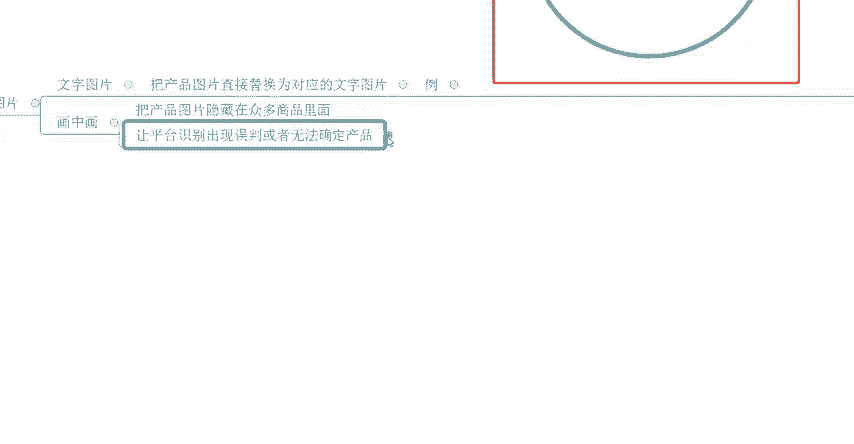 文字图片 把产品图片直接替换为对应的文字图片 例
图片
把产品图片隐藏在众多商品里面
画中画
让平台识别出现误判或者无法确定产品